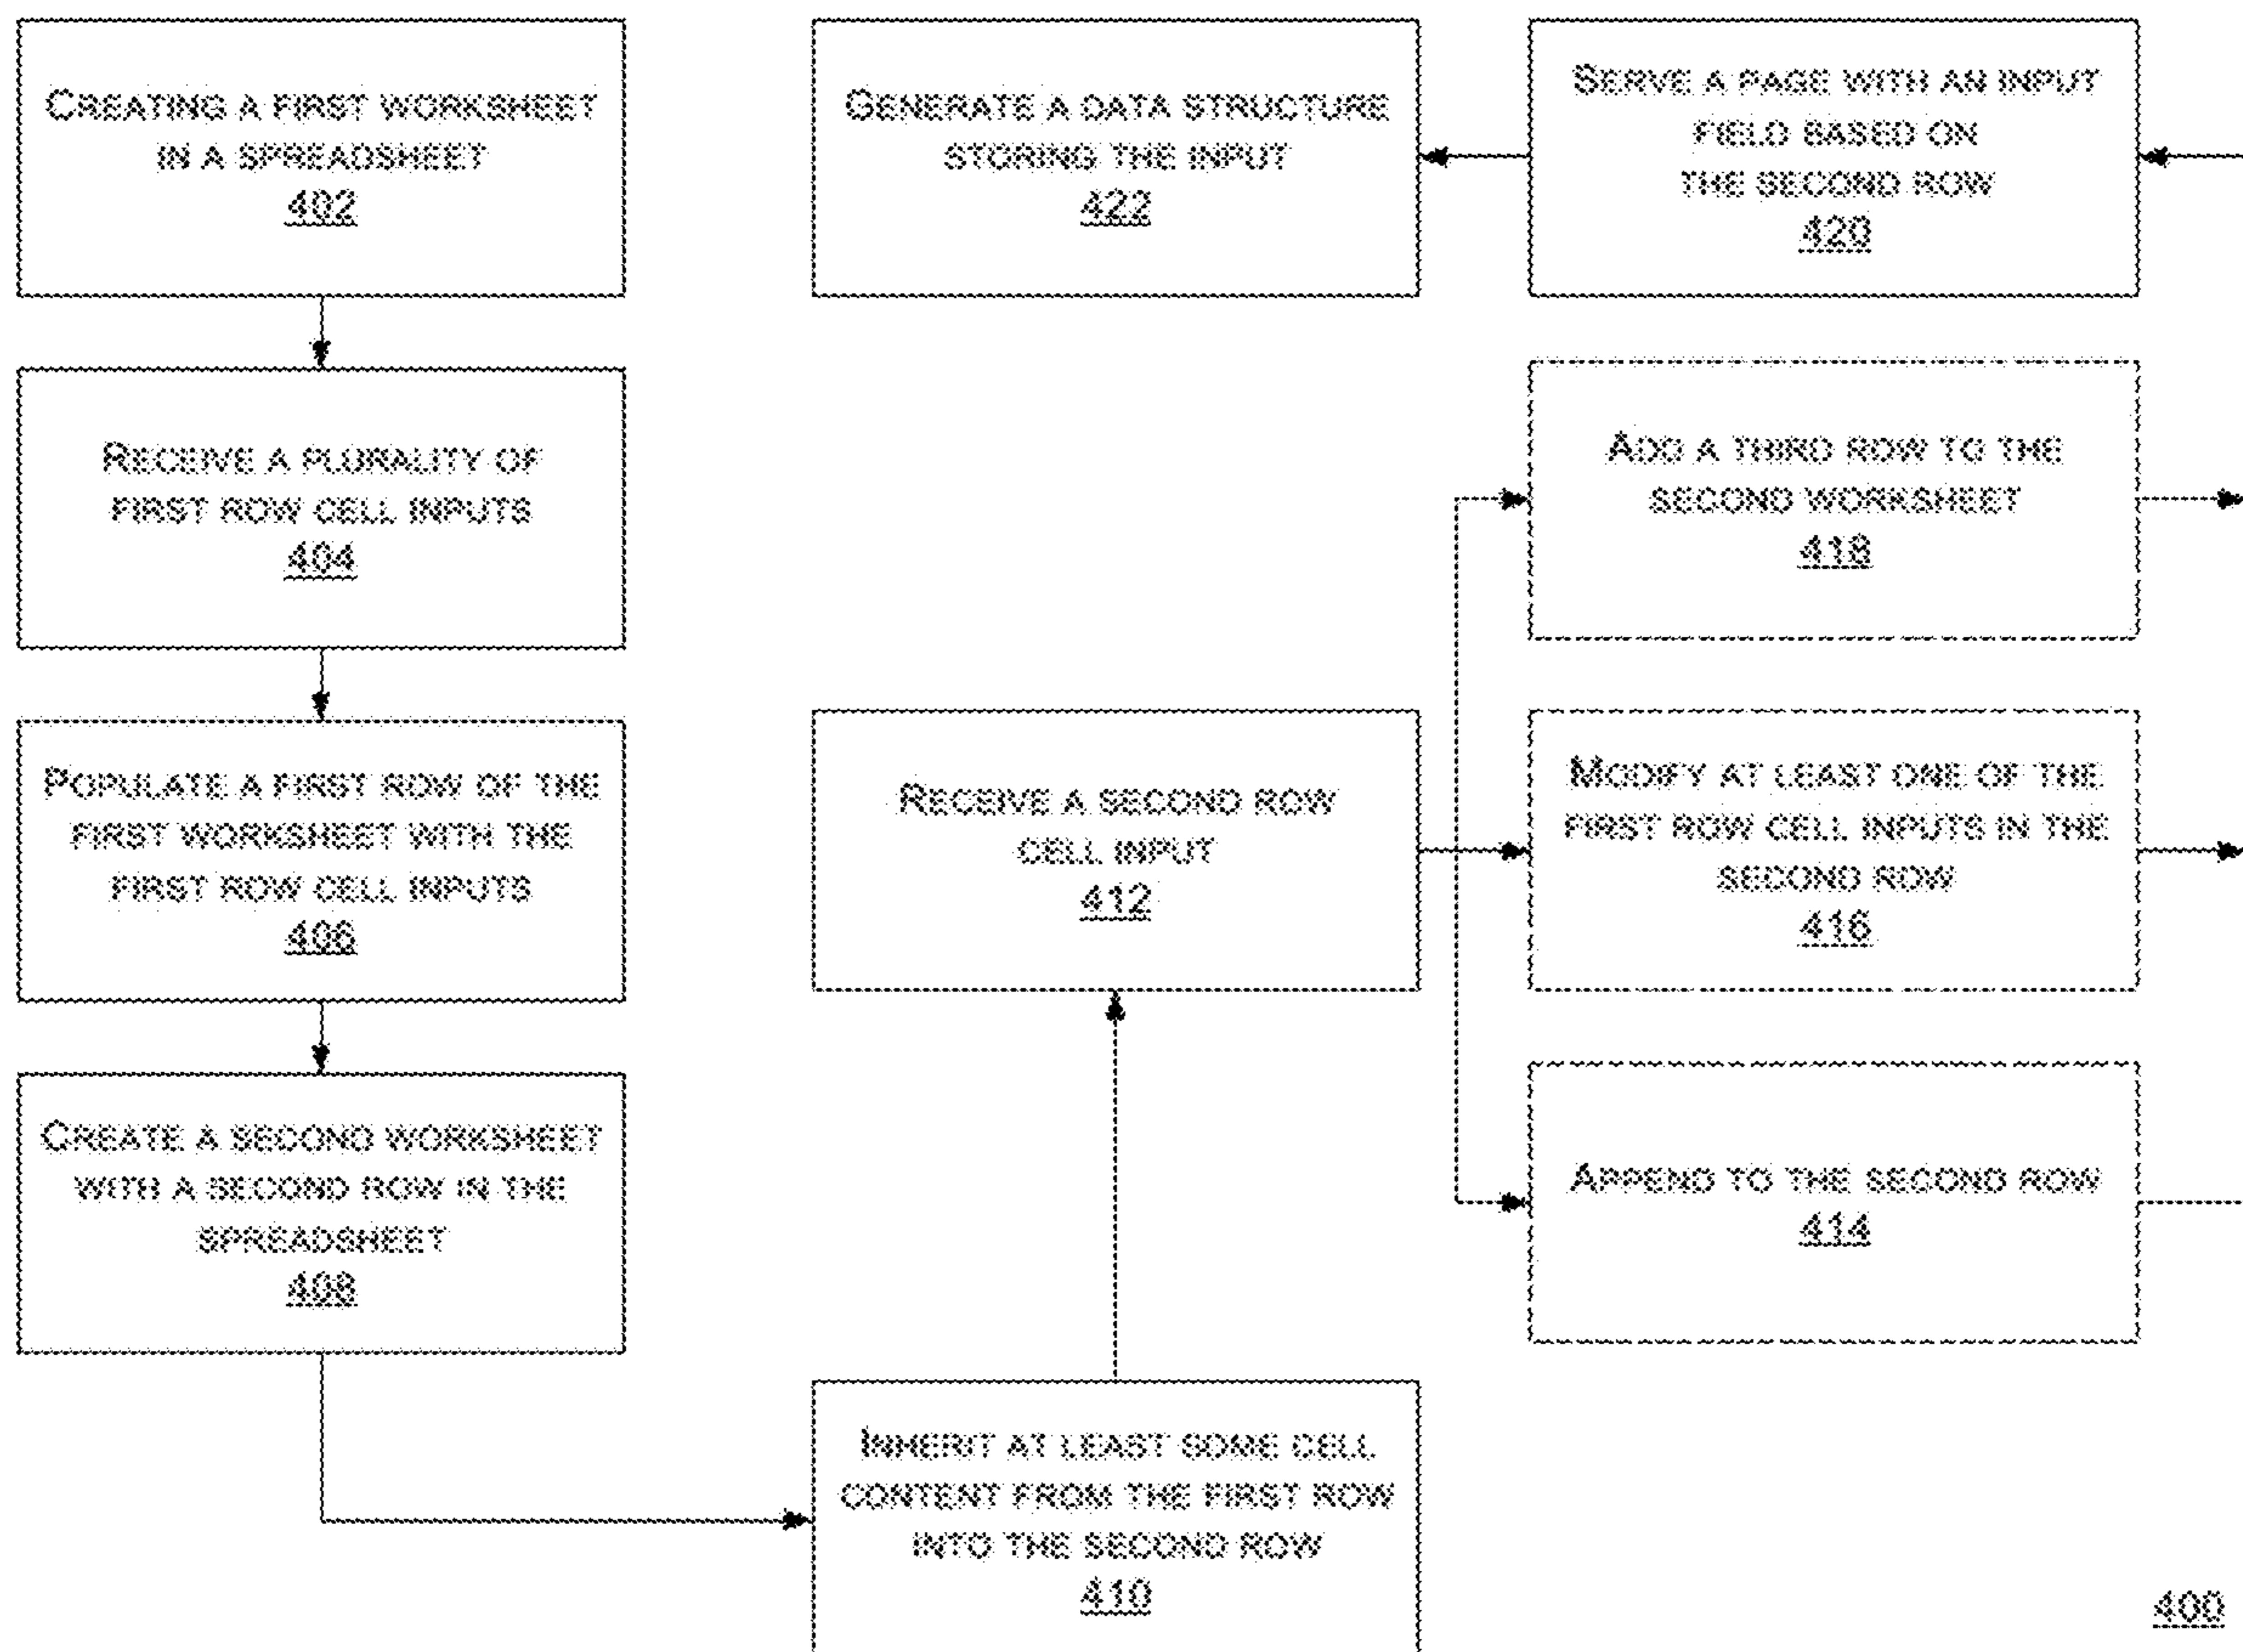 CREATING A FIRST WORKSHEET
IN A SPREADSHEET
402
RECEIVE A PLURALITY OF
FIRST ROW CELL INPUTS
404
POPULATE A FIRST ROW OF THE
FIRST WORKSHEET WITH THE
FIRST ROW CELL INPUTS
406
CREATE A SECOND WORKSHEET
WITH A SECOND ROW IN THE
SPREADSHEET
408
INHERIT AT LEAST SOME CELL
CONTENT FROM THE FIRST ROW
INTO THE SECOND ROW
410
RECEIVE A SECOND ROW
CELL INPUT
412
APPEND TO THE SECOND ROW
414
MODIFY AT LEAST ONE OF THE
FIRST ROW CELL INPUTS IN THE
SECOND ROW
416
ADD A THIRD ROW TO THE
SECOND WORKSHEET
418
SERVE A PAGE WITH AN INPUT
FIELD BASED ON
THE SECOND ROW
420
GENERATE A DATA STRUCTURE
STORING THE INPUT
422
400